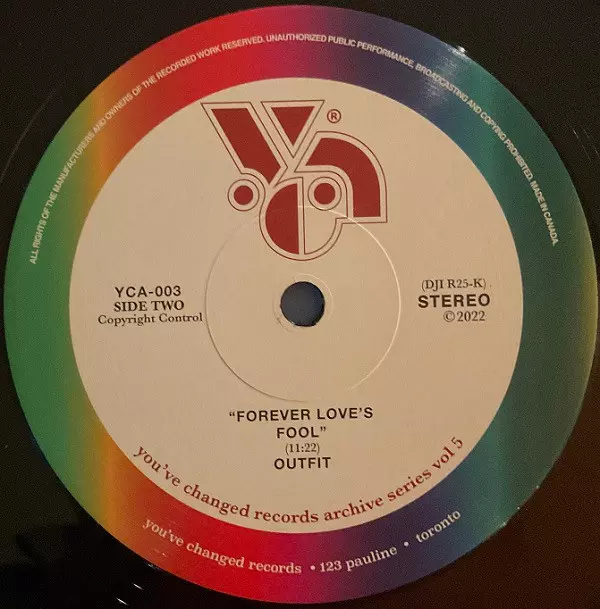 ALL RIGHTS OF THE MANUFACTURERS AND OWNERS OF THE RECORDED WORK RESERVED. UNAUTHORIZED PUBLIC PERFORMANCE, BROADCASTING AND COPYING PROHIBITED. MADE IN CANADA.
®
YCA-003
SIDE TWO
Copyright Control
(DJI R25-K)
STEREO
© 2022
"FOREVER LOVE'S
FOOL"
(11:22)
OUTFIT
you've changed records archive series vol 5
you've changed records • 123 pauline • toronto